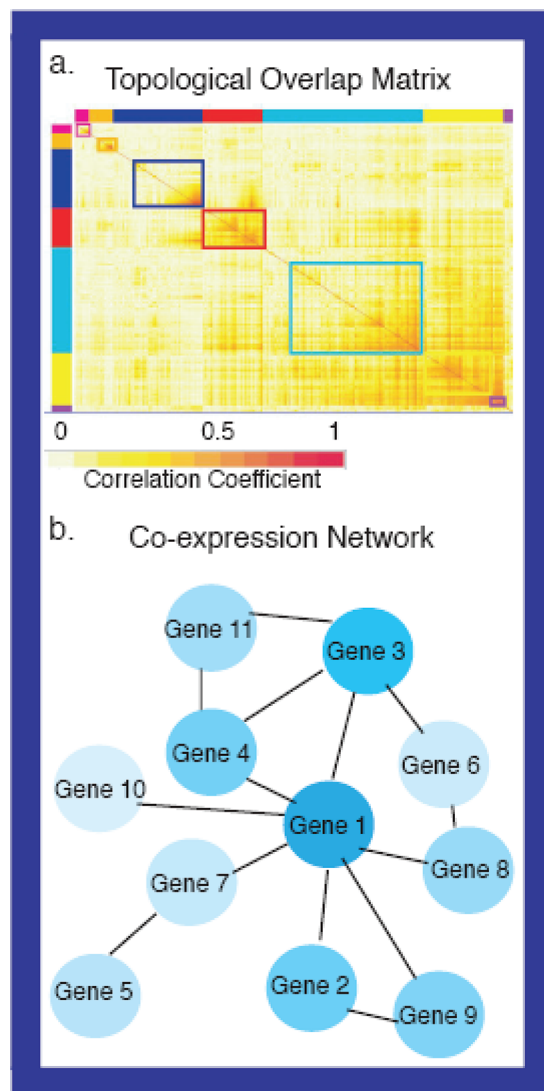 a.
Topological Overlap Matrix
0 0.5 1
Correlation Coefficient
b.
Co-expression Network
Gene 11
Gene 3
Gene 4
Gene 6
Gene 10
Gene 1
Gene 8
Gene 7
Gene 2
Gene 5
Gene 9